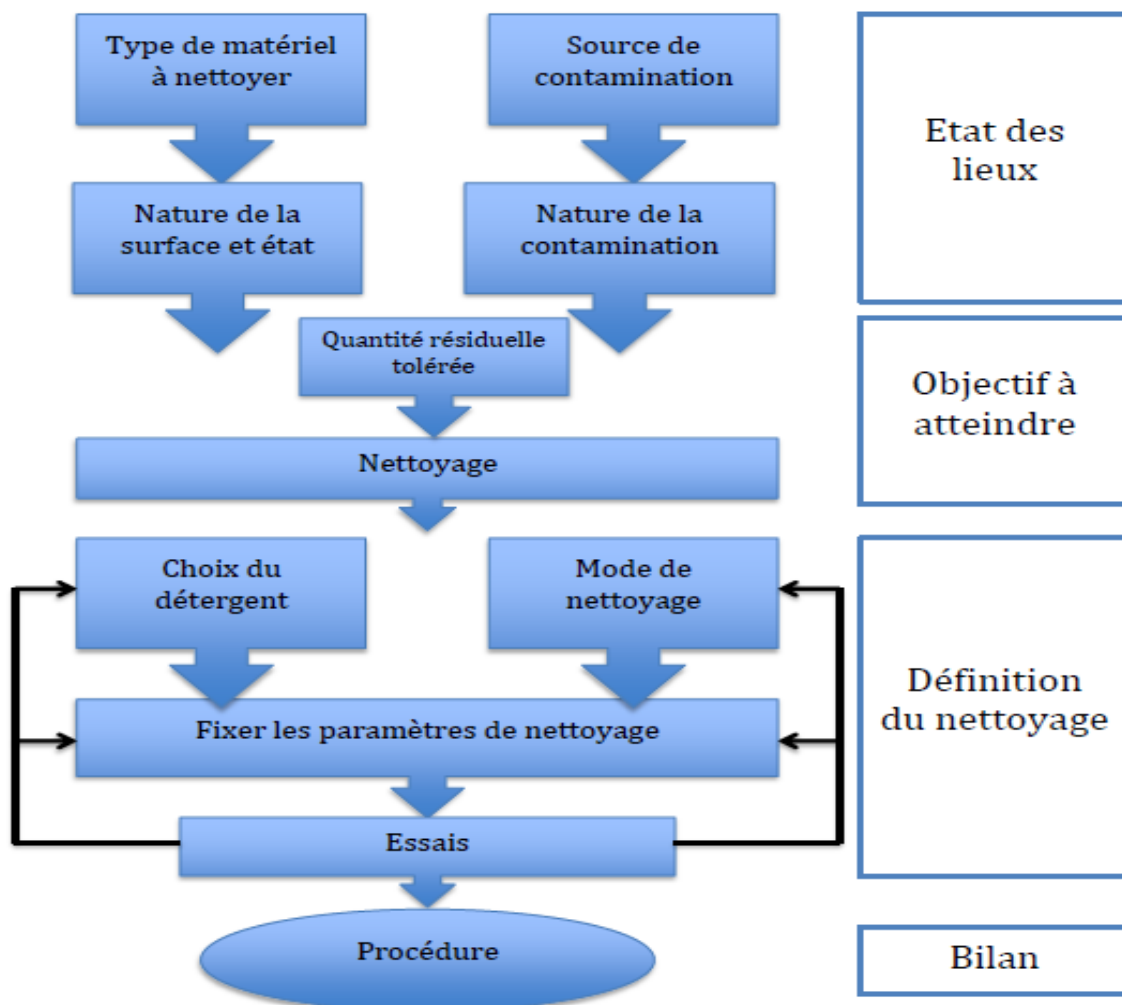 Type de matériel
à nettoyer
Source de
contamination
Etat des
lieux
Nature de la
surface et état
Nature de la
contamination
Quantité résiduelle
tolérée
Objectif à
atteindre
Nettoyage
Choix du
détergent
Mode de
nettoyage
Définition
du nettoyage
Fixer les paramètres de nettoyage
Essais
Procédure
Bilan